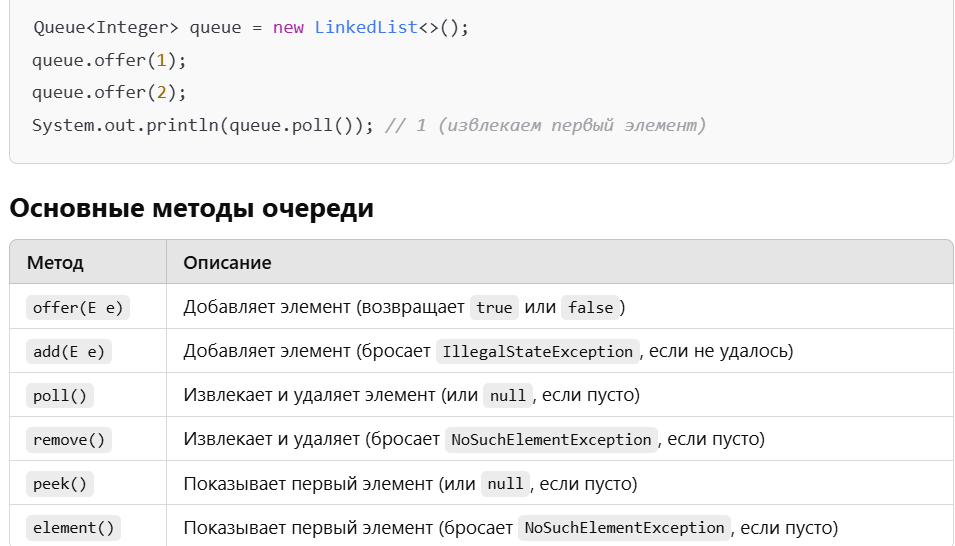 Queue<Integer> queue = new LinkedList<>();
queue.offer(1);
queue.offer(2);
System.out.println(queue.poll()); // 1 (извлекаем первый элемент)
Основные методы очереди
Метод Описание
offer(E e) Добавляет элемент (возвращает true или false)
add(E e) Добавляет элемент (бросает IllegalStateException, если не удалось)
poll() Извлекает и удаляет элемент (или null, если пусто)
remove() Извлекает и удаляет (бросает NoSuchElementException, если пусто)
peek() Показывает первый элемент (или null, если пусто)
element() Показывает первый элемент (бросает NoSuchElementException, если пусто)